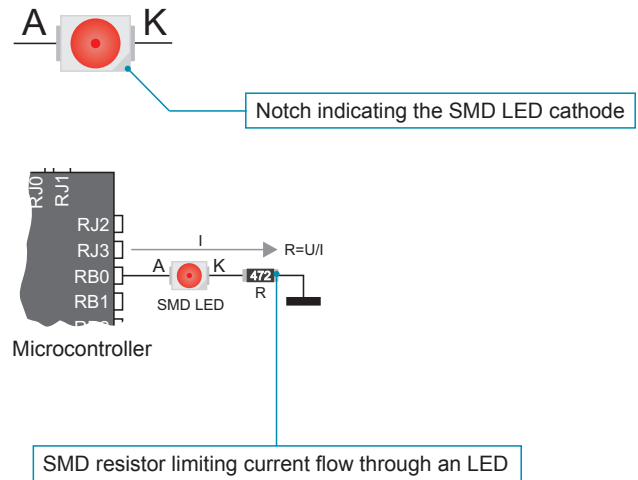 A K
Notch indicating the SMD LED cathode
RJ0
RJ1
RJ2
RJ3
I
R=U/I
RB0
A
K
472
RB1
SMD LED
R
Microcontroller
SMD resistor limiting current flow through an LED